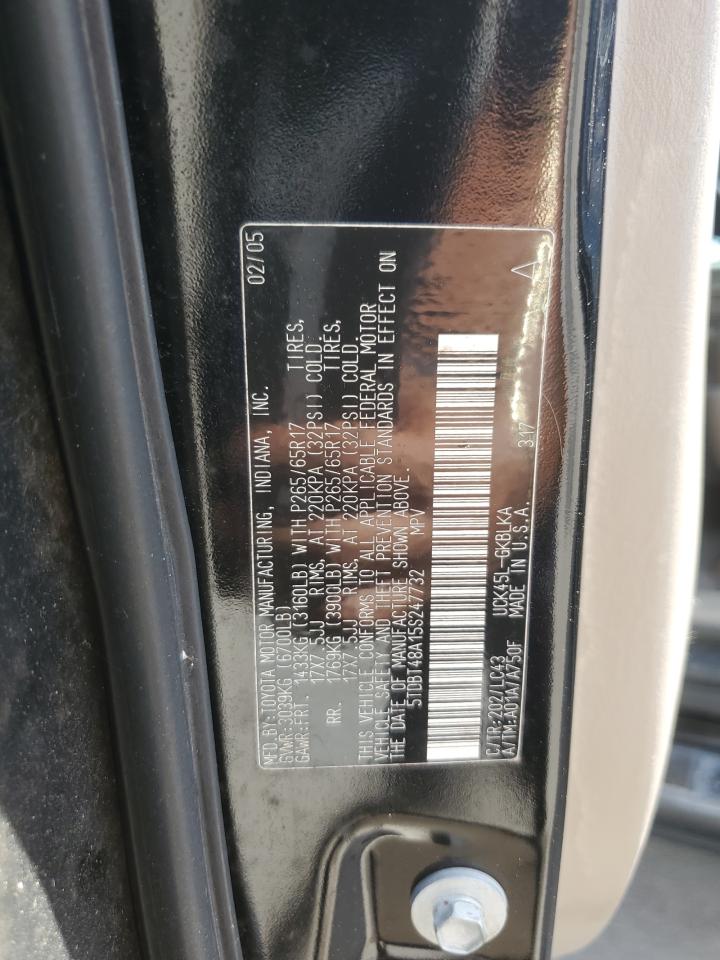 MFD.BY:TOYOTA MOTOR MANUFACTURING, INDIANA, INC. 02/05
GVWR:3039KG (6700LB)
GAWR:FRT. 1433KG (3160LB) WITH P265/65R17 TIRES,
17X7.5JJ RIMS, AT 220KPA (32PSI) COLD.
RR. 1769KG (3900LB) WITH P265/65R17 TIRES,
17X7.5JJ RIMS, AT 220KPA (32PSI) COLD.
THIS VEHICLE CONFORMS TO ALL APPLICABLE FEDERAL MOTOR
VEHICLE SAFETY AND THEFT PREVENTION STANDARDS IN EFFECT ON
THE DATE OF MANUFACTURE SHOWN ABOVE.
5TDBT48A15S247732 MPV
C/TR:202/LC43 UCK45L-GKBLKA
A/TM:A01A/A750F MADE IN U.S.A. 317